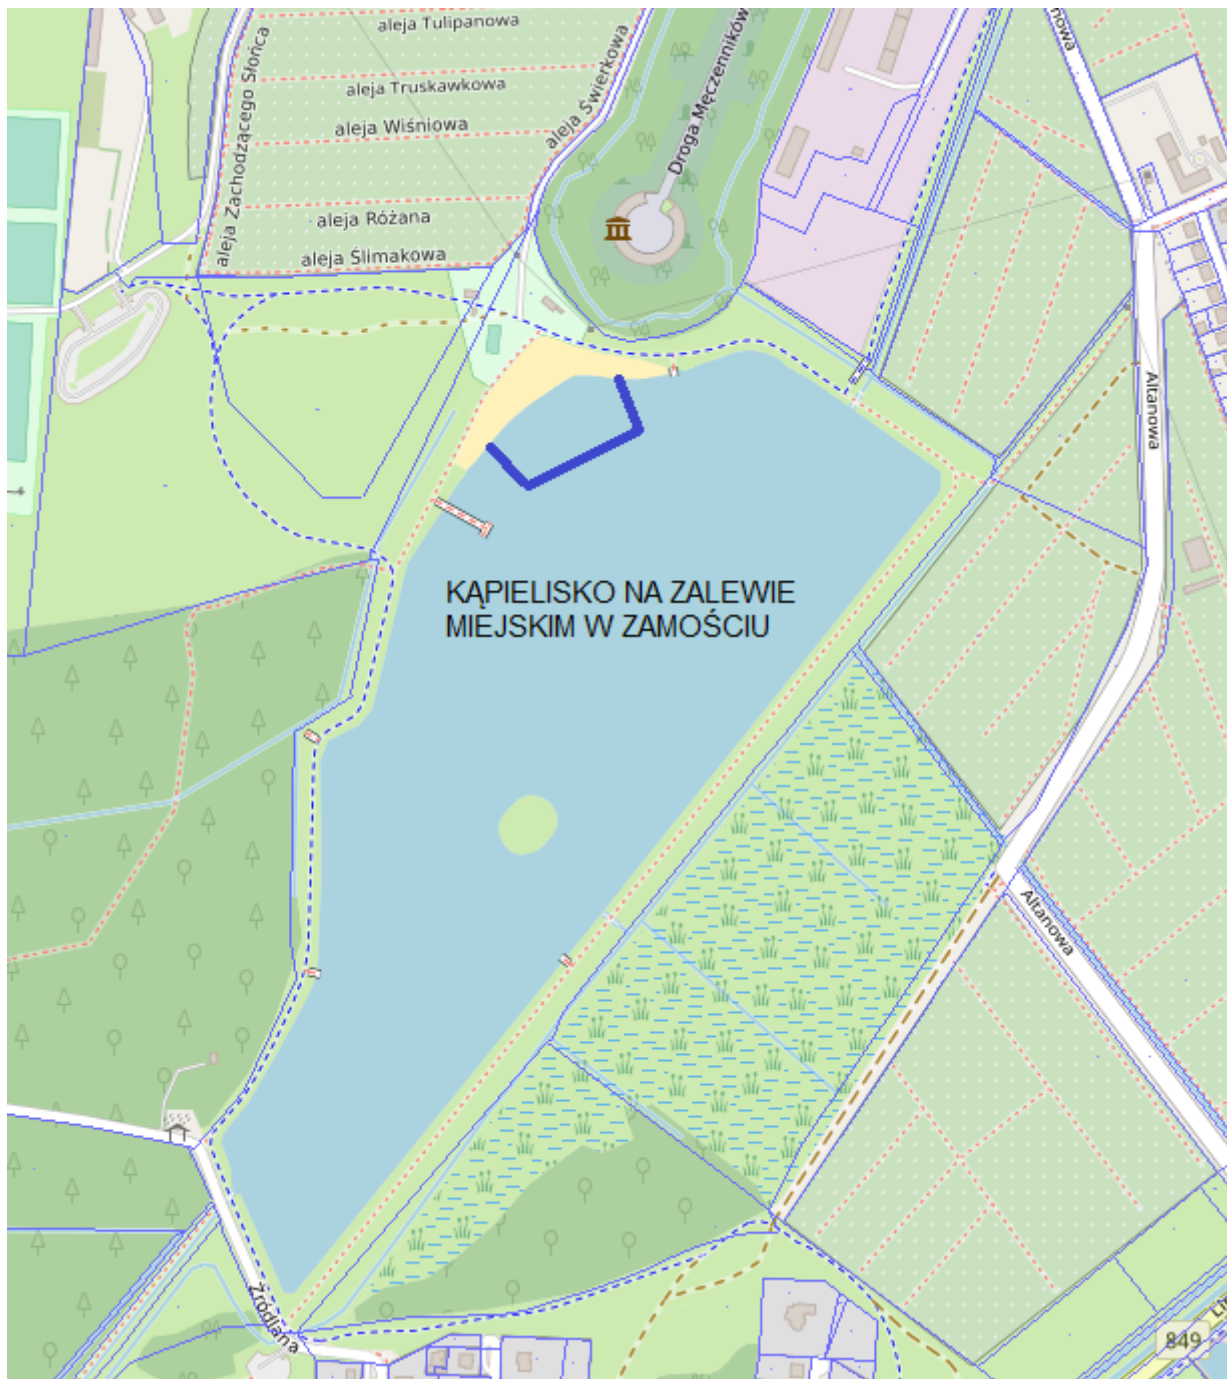 aleja Tulipanowa
aleja Zachodzącego Słońca
aleja Truskawkowa
aleja Świerkowa
aleja Wiśniowa
Droga Męczenników
nowa
aleja Różana
aleja Ślimakowa
Altanowa
KĄPIELISKO NA ZALEWIE
MIEJSKIM W ZAMOŚCIU
Altanowa
Źródlana
849